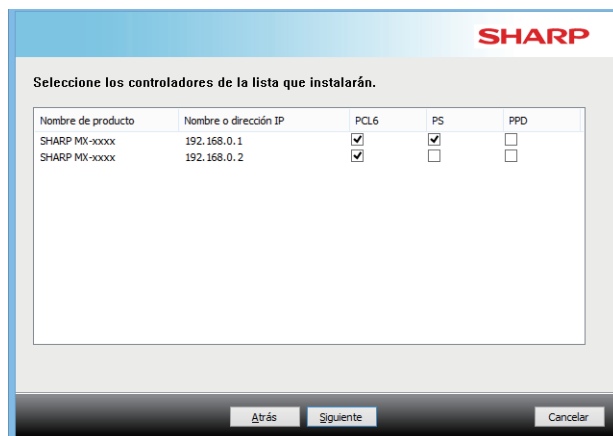 SHARP
Seleccione los controladores de la lista que instalarán.
Nombre de producto Nombre o dirección IP PCL6 PS PPD
SHARP MX-xxxx 192.168.0.1
SHARP MX-xxxx 192.168.0.2
Atrás Siguiente Cancelar